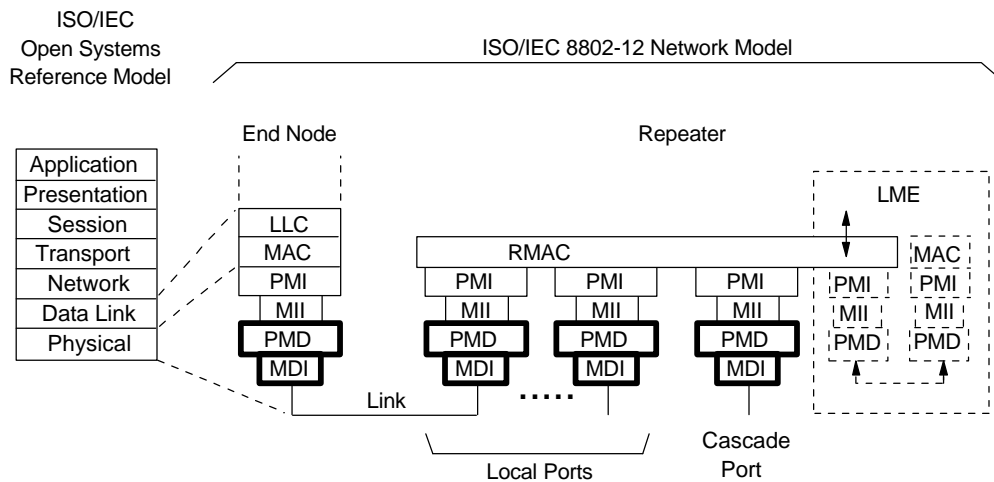 ISO/IEC
Open Systems
Reference Model
ISO/IEC 8802-12 Network Model
End Node
Repeater
Application
Presentation
Session
Transport
Network
Data Link
Physical
LLC
MAC
PMI
MII
PMD
MDI
Link
RMAC
PMI
MII
PMD
MDI
PMI
MII
PMD
MDI
.....
Local Ports
PMI
MII
PMD
MDI
Cascade
Port
LME
PMI
MII
PMD
MAC
PMI
MII
PMD